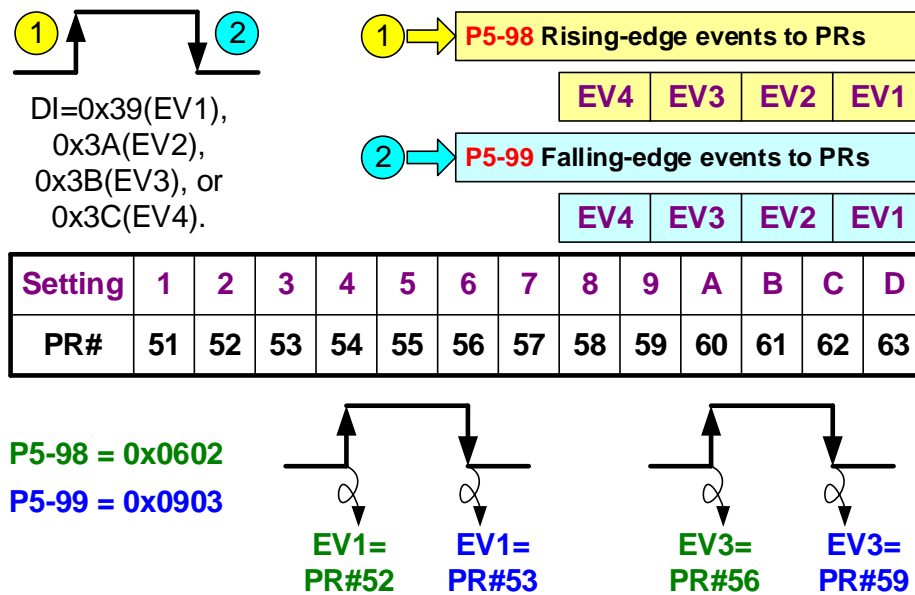 1
2
DI=0x39(EV1),
0x3A(EV2),
0x3B(EV3), or
0x3C(EV4).
1 P5-98 Rising-edge events to PRs
EV4 EV3 EV2 EV1
2 P5-99 Falling-edge events to PRs
EV4 EV3 EV2 EV1
Setting 1 2 3 4 5 6 7 8 9 A B C D
PR# 51 52 53 54 55 56 57 58 59 60 61 62 63
P5-98 = 0x0602
P5-99 = 0x0903
EV1=
PR#52
EV1=
PR#53
EV3=
PR#56
EV3=
PR#59